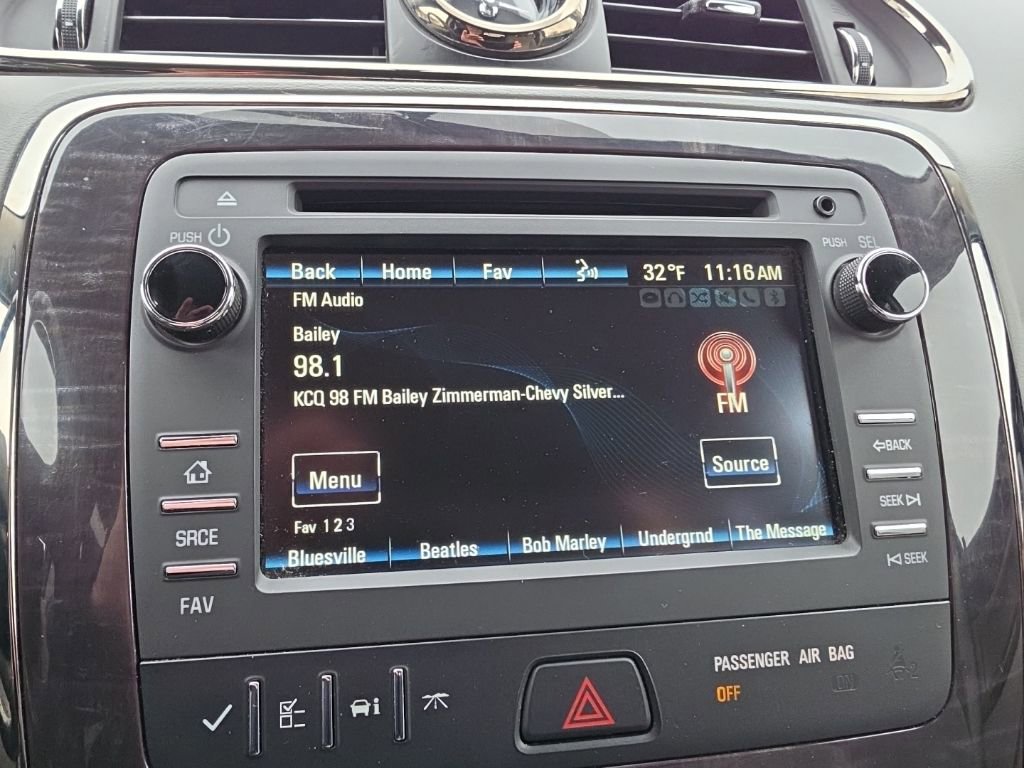 PUSH
PUSH SEL
Back Home Fav 32°F 11:16 AM
FM Audio
Bailey
98.1
KCQ 98 FM Bailey Zimmerman-Chevy Silver...
FM
BACK
Menu
Source
SEEK
SRCE
Fav 1 2 3
Bluesville Beatles Bob Marley Undergrnd The Message
SEEK
FAV
PASSENGER AIR BAG
OFF ON